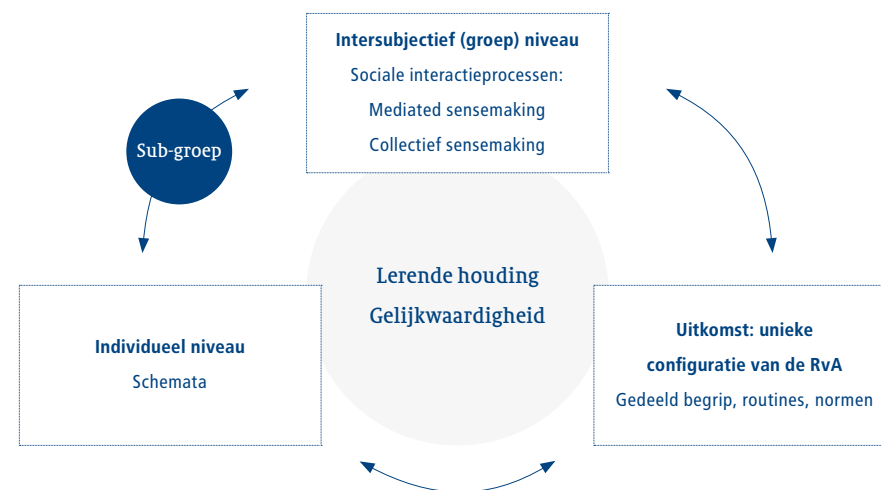 Intersubjectief (groep) niveau
Sociale interactieprocessen:
Mediated sensemaking
Collectief sensemaking
Sub-groep
Lerende houding
Gelijkwaardigheid
Individueel niveau
Schemata
Uitkomst: unieke
configuratie van de RvA
Gedeeld begrip, routines, normen